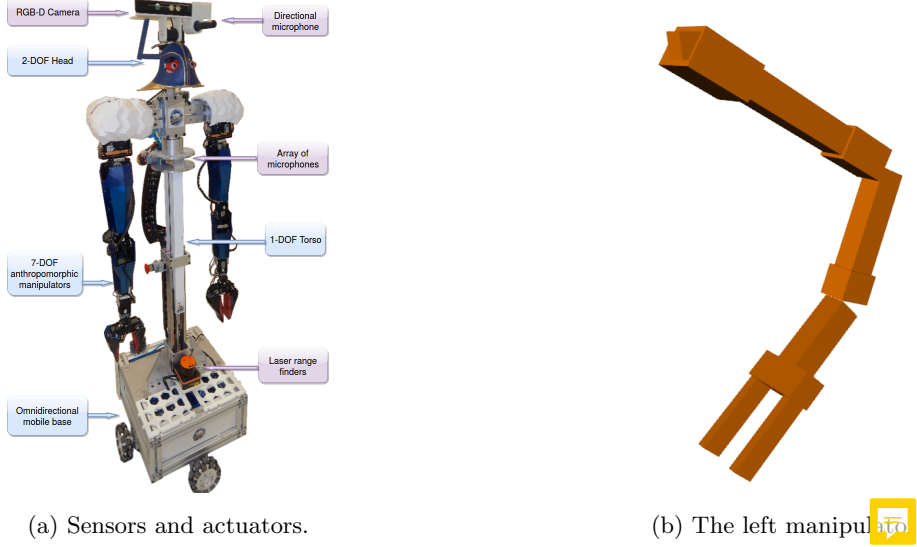 RGB-D Camera
Directional
microphone
2-DOF Head
Array of
microphones
1-DOF Torso
7-DOF
anthropomorphic
manipulators
Laser range
finders
Omnidirectional
mobile base
(a) Sensors and actuators.
(b) The left manipulato